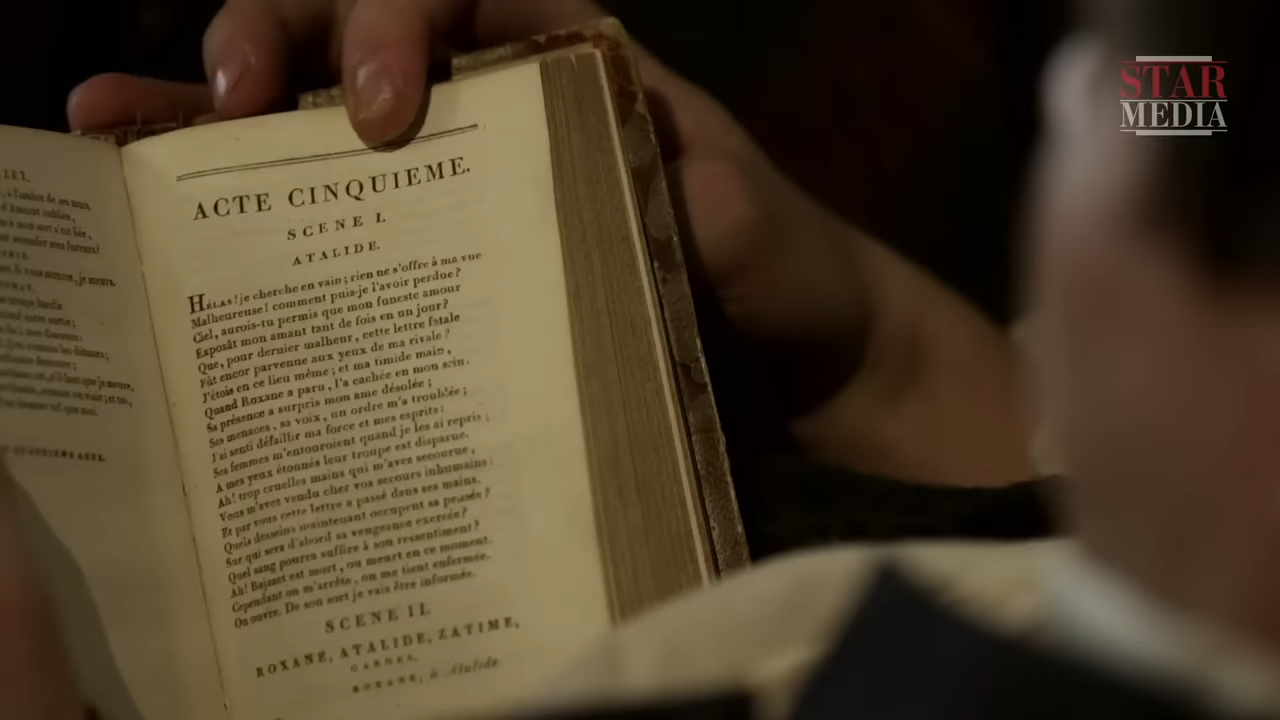 à l'ombre de ses murs.
je meurs.
ACTE CINQUIEME.
SCENE I.
ATALIDE.
HÉLAS! je cherche en vain; rien ne s'offre à ma vue
Malheureuse! comment puis-je l'avoir perdue?
Ciel, aurois-tu permis que mon funeste amour
Exposât mon amant tant de fois en un jour?
Que, pour dernier malheur, cette lettre fatale
Fût encor parvenue aux yeux de ma rivale?
J'étois en ce lieu même; et ma timide main,
Quand Roxane a paru, l'a cachée en mon sein.
Sa présence a surpris mon ame désolée;
Ses menaces, sa voix, un ordre m'a troublée;
J'ai senti défaillir ma force et mes esprits:
Ses femmes m'entouroient quand je les ai repris;
A mes yeux étonnés leur troupe est disparue.
Ah! trop cruelles mains qui m'avez secourue,
Vous m'avez vendu cher vos secours inhumains:
Et par vous cette lettre a passé dans ses mains.
Quels desseins maintenant occupent sa pensée?
Sur qui sera d'abord sa vengeance exercée?
Quel sang pourra suffire à son ressentiment?
Ah! Bajazet est mort, ou meurt en ce moment.
Cependant on m'arrête, on me tient enfermée.
On ouvre. De son sort je vais être informée.
SCENE II.
ROXANE, ATALIDE, ZATIME,
GARDES.
ROXANE, à Atalide.
STAR
MEDIA